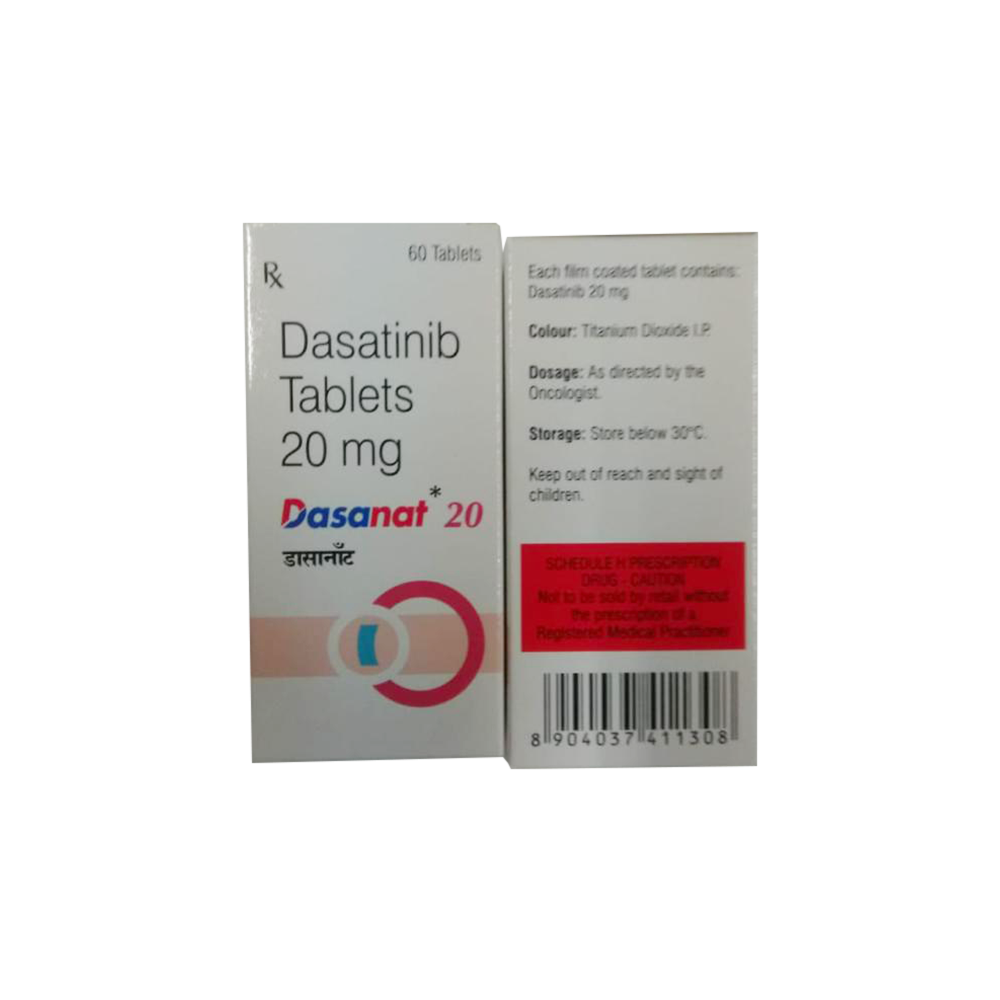 60 Tablets
Rx
Dasatinib
Tablets
20 mg
Dasanat* 20
डासानाँट
Each film coated tablet contains:
Dasatinib 20 mg
Colour: Titanium Dioxide I.P.
Dosage: As directed by the
Oncologist.
Storage: Store below 30°C.
Keep out of reach and sight of
children.
SCHEDULE H PRESCRIPTION
DRUG - CAUTION
Not to be sold by retail without
the prescription of a
Registered Medical Practitioner
8 904037 411308